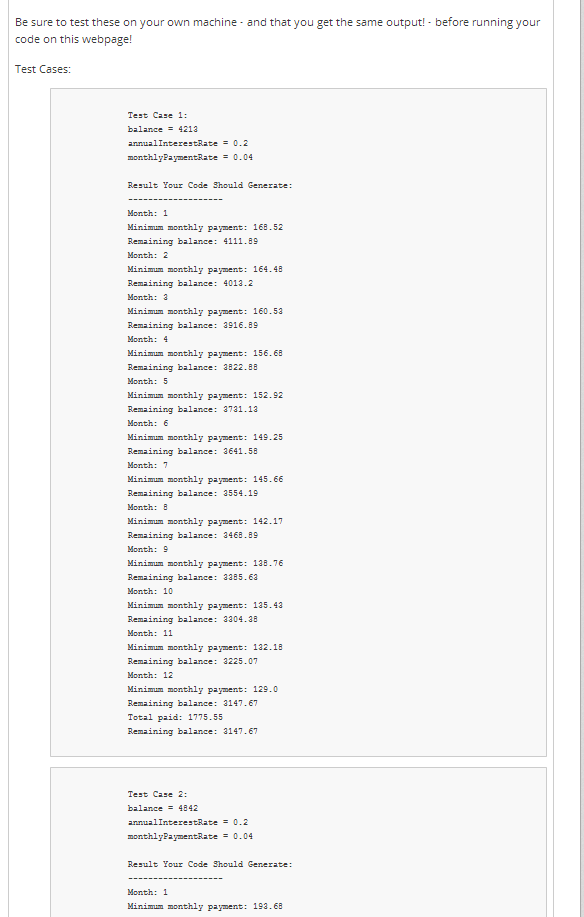 Be sure to test these on your own machine - and that you get the same output! - before running your
code on this webpage!
Test Cases:
Test Case 1:
balance = 4213
annualInterestRate = 0.2
monthlyPaymentRate = 0.04
Result Your Code Should Generate:
-------------------
Month: 1
Minimum monthly payment: 168.52
Remaining balance: 4111.89
Month: 2
Minimum monthly payment: 164.48
Remaining balance: 4013.2
Month: 3
Minimum monthly payment: 160.53
Remaining balance: 3916.89
Month: 4
Minimum monthly payment: 156.68
Remaining balance: 3822.88
Month: 5
Minimum monthly payment: 152.92
Remaining balance: 3731.13
Month: 6
Minimum monthly payment: 149.25
Remaining balance: 3641.58
Month: 7
Minimum monthly payment: 145.66
Remaining balance: 3554.19
Month: 8
Minimum monthly payment: 142.17
Remaining balance: 3468.89
Month: 9
Minimum monthly payment: 138.76
Remaining balance: 3385.63
Month: 10
Minimum monthly payment: 135.43
Remaining balance: 3304.38
Month: 11
Minimum monthly payment: 132.18
Remaining balance: 3225.07
Month: 12
Minimum monthly payment: 129.0
Remaining balance: 3147.67
Total paid: 1775.55
Remaining balance: 3147.67
Test Case 2:
balance = 4842
annualInterestRate = 0.2
monthlyPaymentRate = 0.04
Result Your Code Should Generate:
-------------------
Month: 1
Minimum monthly payment: 193.68